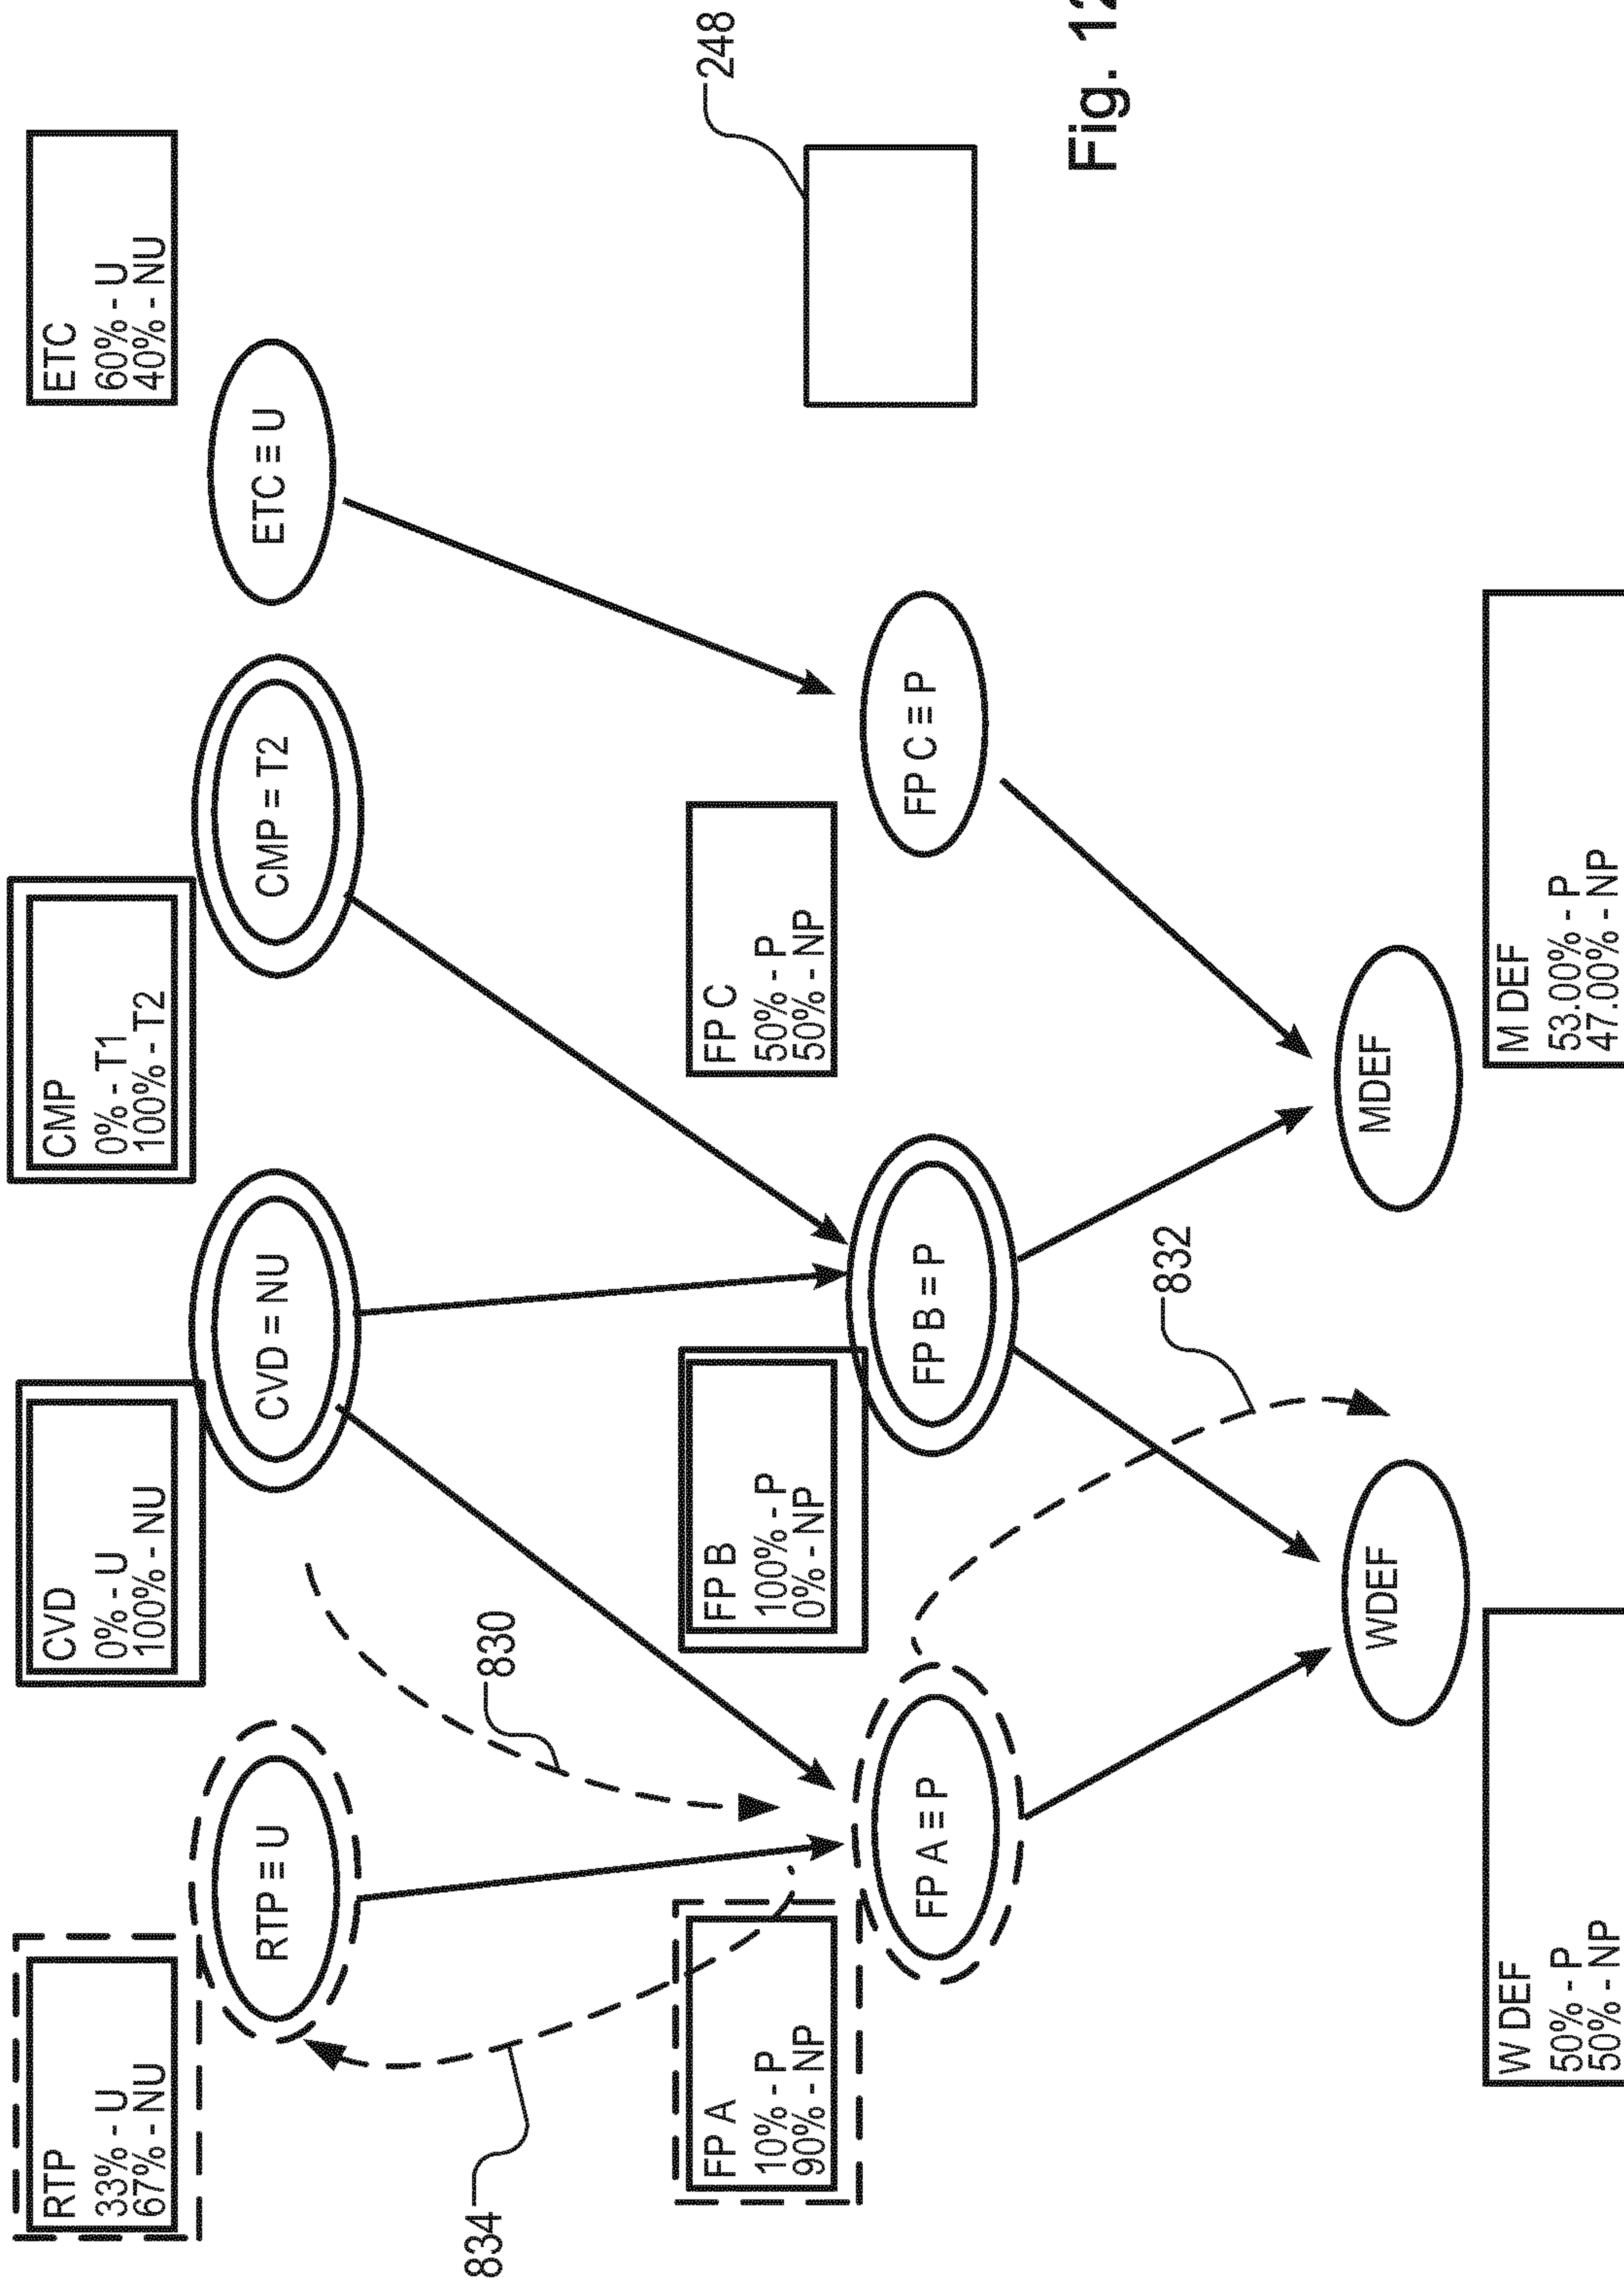 RTP
33% - U
67% - NU
CVD
0% - U
100% - NU
CMP
0% - T1
100% - T2
ETC
60% - U
40% - NU
RTP ≡ U
CVD = NU
CMP = T2
ETC ≡ U
834
830
248
FP A
10% - P
90% - NP
FP B
100% - P
0% - NP
FP C
50% - P
50% - NP
FP A ≡ P
FP B = P
FP C ≡ P
832
Fig. 12
WDEF
MDEF
W DEF
50% - P
50% - NP
M DEF
53.00% - P
47.00% - NP